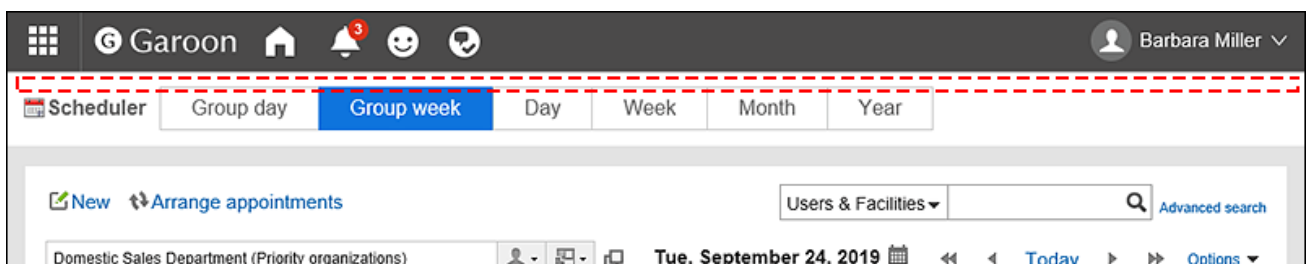 G Garoon 3 Barbara Miller
Scheduler Group day Group week Day Week Month Year
New Arrange appointments Users & Facilities Advanced search
Domestic Sales Department (Priority organizations) Tue, September 24, 2019 Today Options